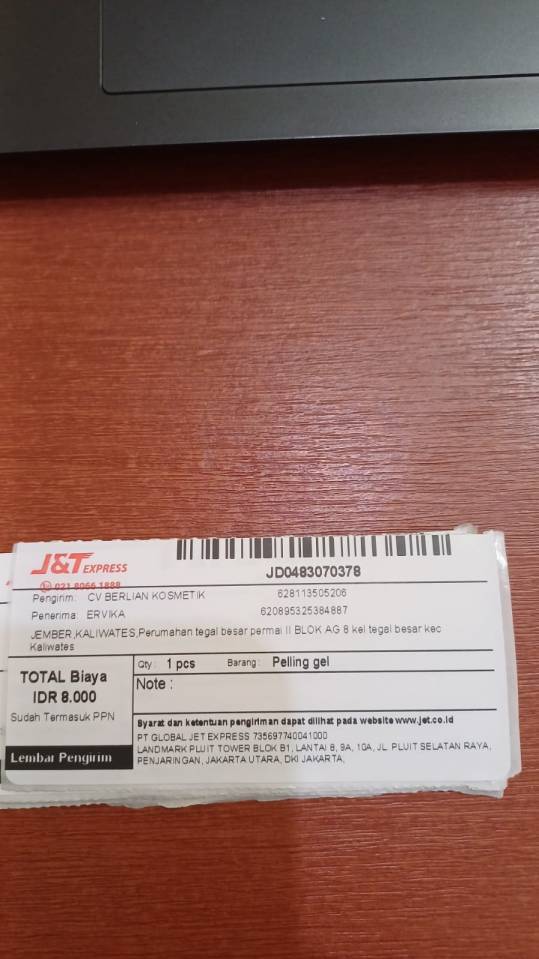 J&T EXPRESS
JD0483070378
021 8066 1888
Pengirim: CV BERLIAN KOSMETIK 628113505206
Penerima: ERVIKA 620895325384887
JEMBER,KALIWATES,Perumahan tegal besar permai II BLOK AG 8 kel tegal besar kec
Kaliwates
TOTAL Biaya
IDR 8.000
Sudah Termasuk PPN
Lembar Pengirim
Qty : 1 pcs Barang : Pelling gel
Note :
Syarat dan ketentuan pengiriman dapat dilihat pada website www.jet.co.id
PT GLOBAL JET EXPRESS 735697740041000
LANDMARK PLUIT TOWER BLOK B1, LANTAI 8, 9A, 10A, JL. PLUIT SELATAN RAYA,
PENJARINGAN, JAKARTA UTARA, DKI JAKARTA,